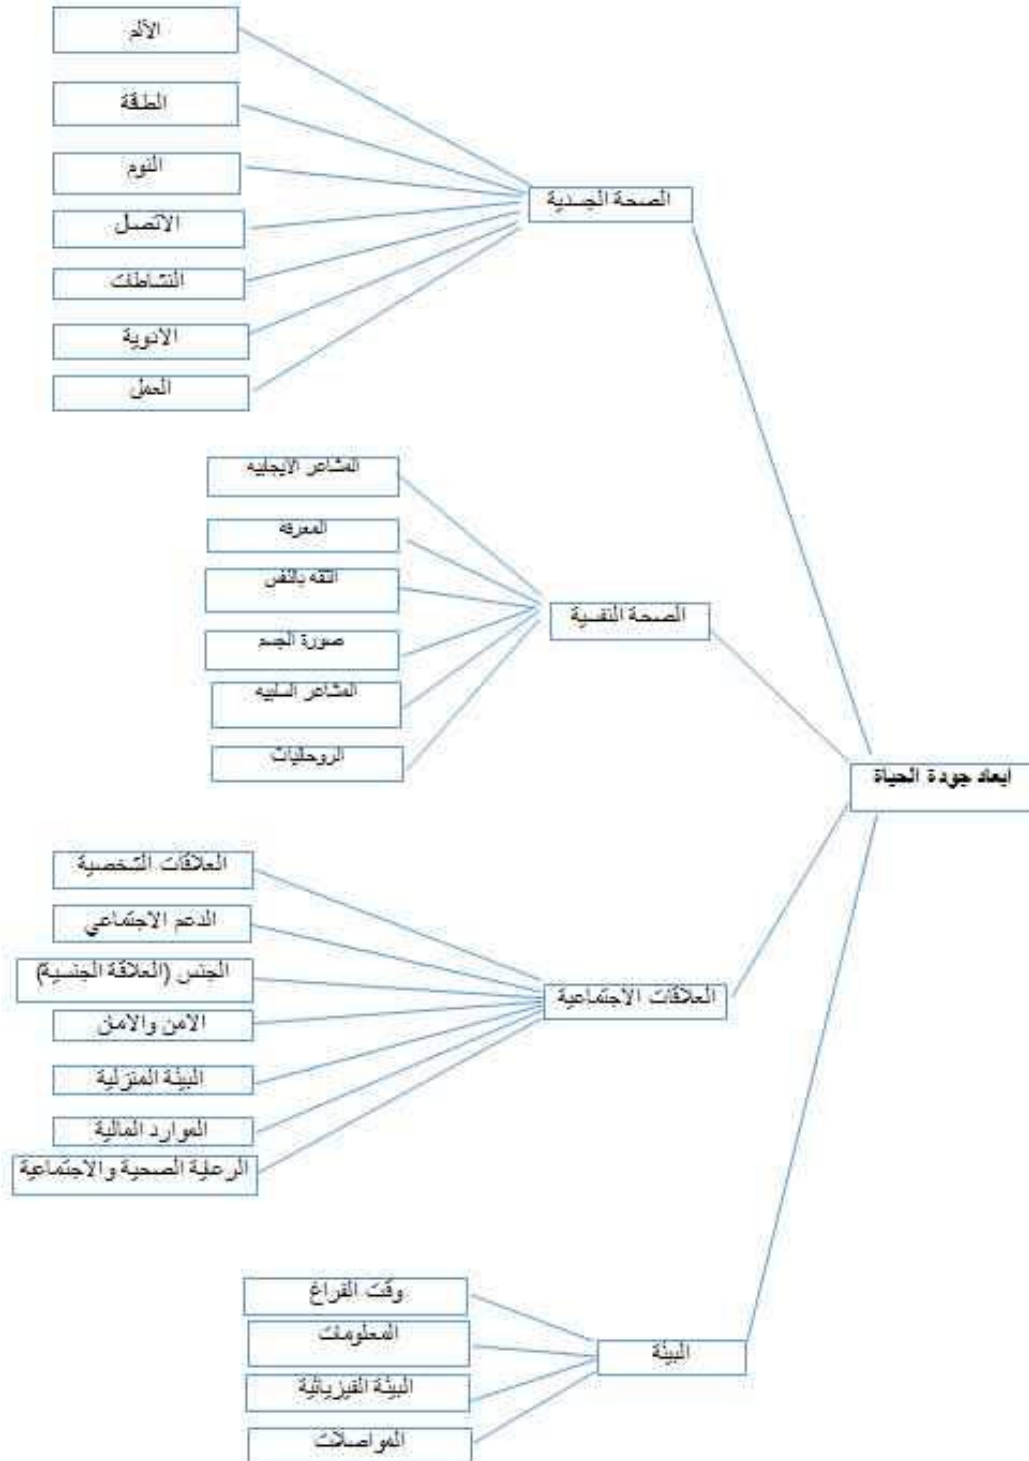 ابعاد جودة الحياة
الصحة الجسدية
الألم
الطاقة
النوم
الاتصال
النشاطات
الادوية
العمل
الصحة النفسية
المشاعر الايجابيه
المعرفه
الثقه بالنفس
صورة الجسم
المشاعر السلبيه
الروحانيات
العلاقات الاجتماعية
العلاقات الشخصية
الدعم الاجتماعي
الجنس (العلاقة الجنسية)
الامن والامان
البيئة المنزلية
الموارد المالية
الرعاية الصحية والاجتماعية
البيئة
وقت الفراغ
المعلومات
البيئة الفيزيائية
المواصلات